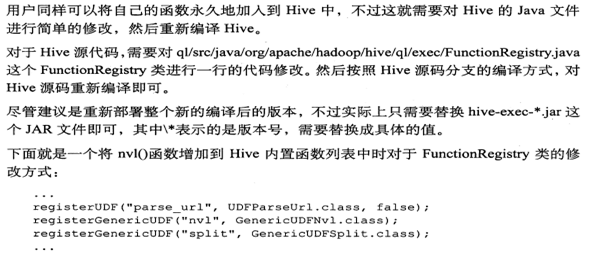 用户同样可以将自己的函数永久地加入到 Hive 中，不过这就需要对 Hive 的 Java 文件
进行简单的修改，然后重新编译 Hive。
对于 Hive 源代码，需要对 ql/src/java/org/apache/hadoop/hive/ql/exec/FunctionRegistry.java
这个 FunctionRegistry 类进行一行的代码修改。然后按照 Hive 源码分支的编译方式，对
Hive 源码重新编译即可。
尽管建议是重新部署整个新的编译后的版本，不过实际上只需要替换 hive-exec-*.jar 这
个 JAR 文件即可，其中\*表示的是版本号，需要替换成具体的值。
下面就是一个将 nvl()函数增加到 Hive 内置函数列表中时对于 FunctionRegistry 类的修
改方式：
...
registerUDF("parse_url", UDFParseUrl.class, false);
registerGenericUDF("nvl", GenericUDFNvl.class);
registerGenericUDF("split", GenericUDFSplit.class);
...